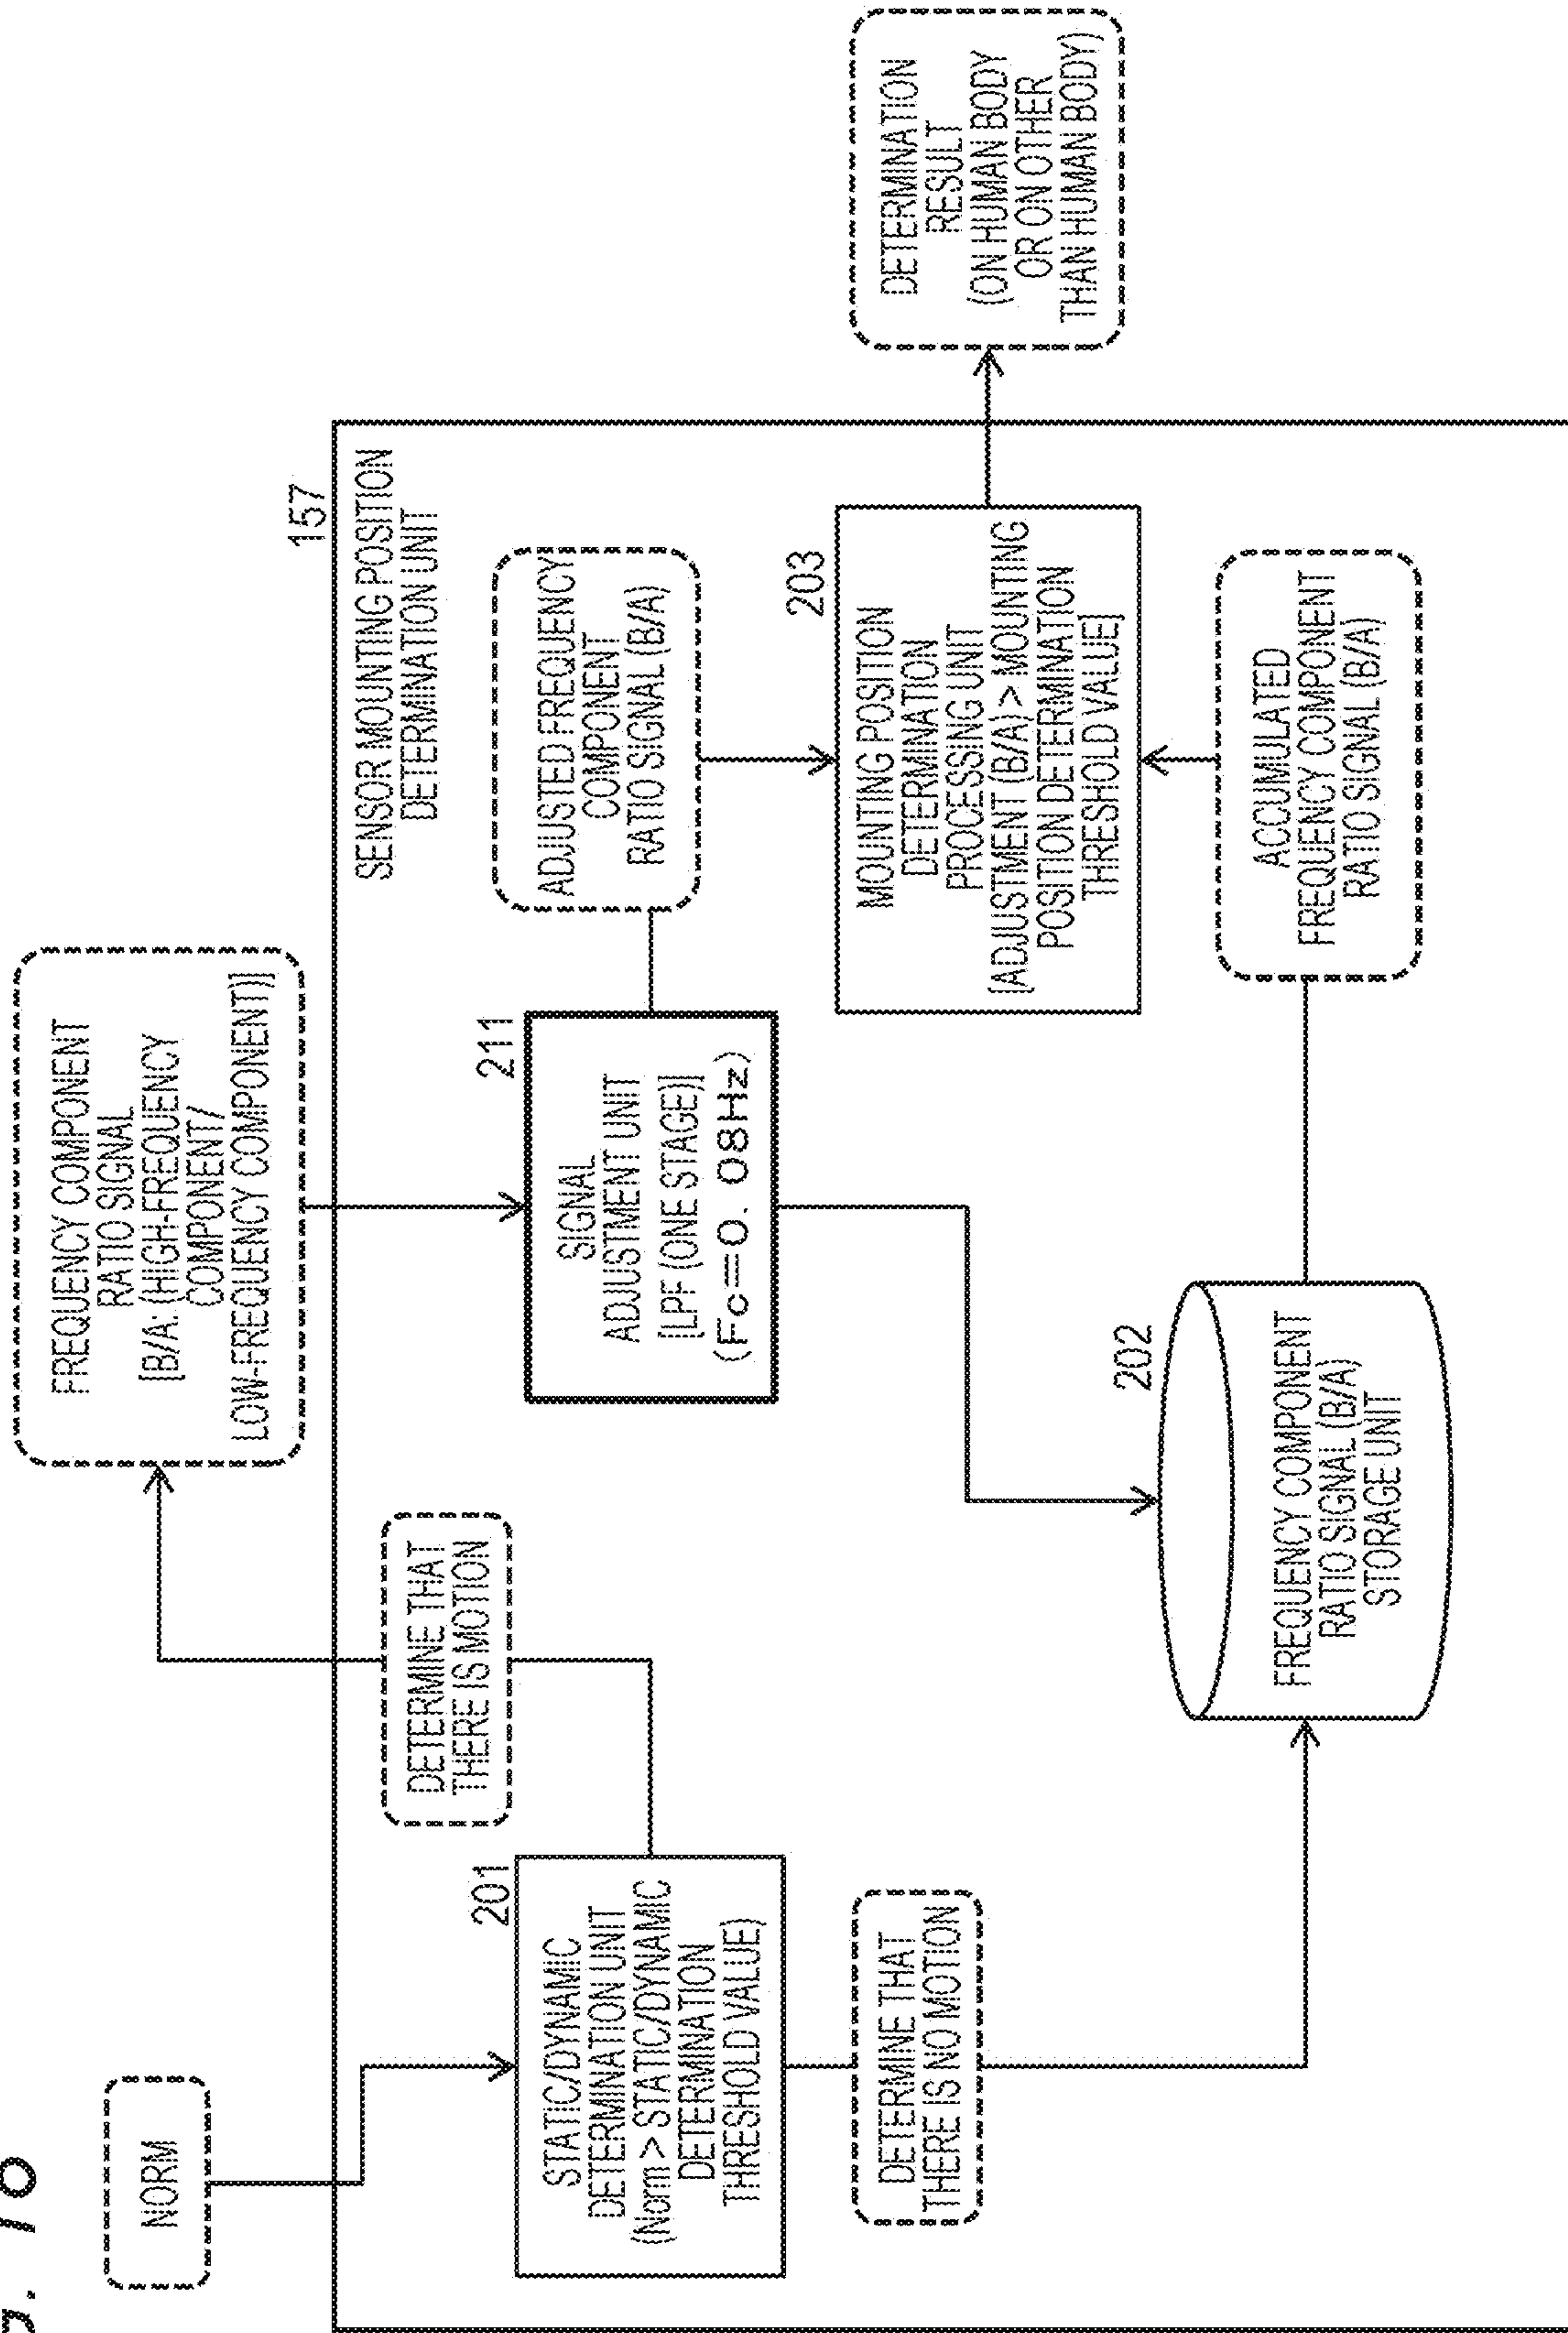 G. 18
NORM
FREQUENCY COMPONENT
RATIO SIGNAL
[B/A: (HIGH-FREQUENCY
COMPONENT/
LOW-FREQUENCY COMPONENT)]
157
SENSOR MOUNTING POSITION
DETERMINATION UNIT
DETERMINE THAT
THERE IS MOTION
201
STATIC/DYNAMIC
DETERMINATION UNIT
(Norm > STATIC/DYNAMIC
DETERMINATION
THRESHOLD VALUE)
211
SIGNAL
ADJUSTMENT UNIT
[LPF (ONE STAGE)]
(Fc=0. 08Hz)
ADJUSTED FREQUENCY
COMPONENT
RATIO SIGNAL (B/A)
DETERMINE THAT
THERE IS NO MOTION
203
MOUNTING POSITION
DETERMINATION
PROCESSING UNIT
[ADJUSTMENT (B/A) > MOUNTING
POSITION DETERMINATION
THRESHOLD VALUE]
DETERMINATION
RESULT
(ON HUMAN BODY
OR ON OTHER
THAN HUMAN BODY)
202
FREQUENCY COMPONENT
RATIO SIGNAL (B/A)
STORAGE UNIT
ACCUMULATED
FREQUENCY COMPONENT
RATIO SIGNAL (B/A)